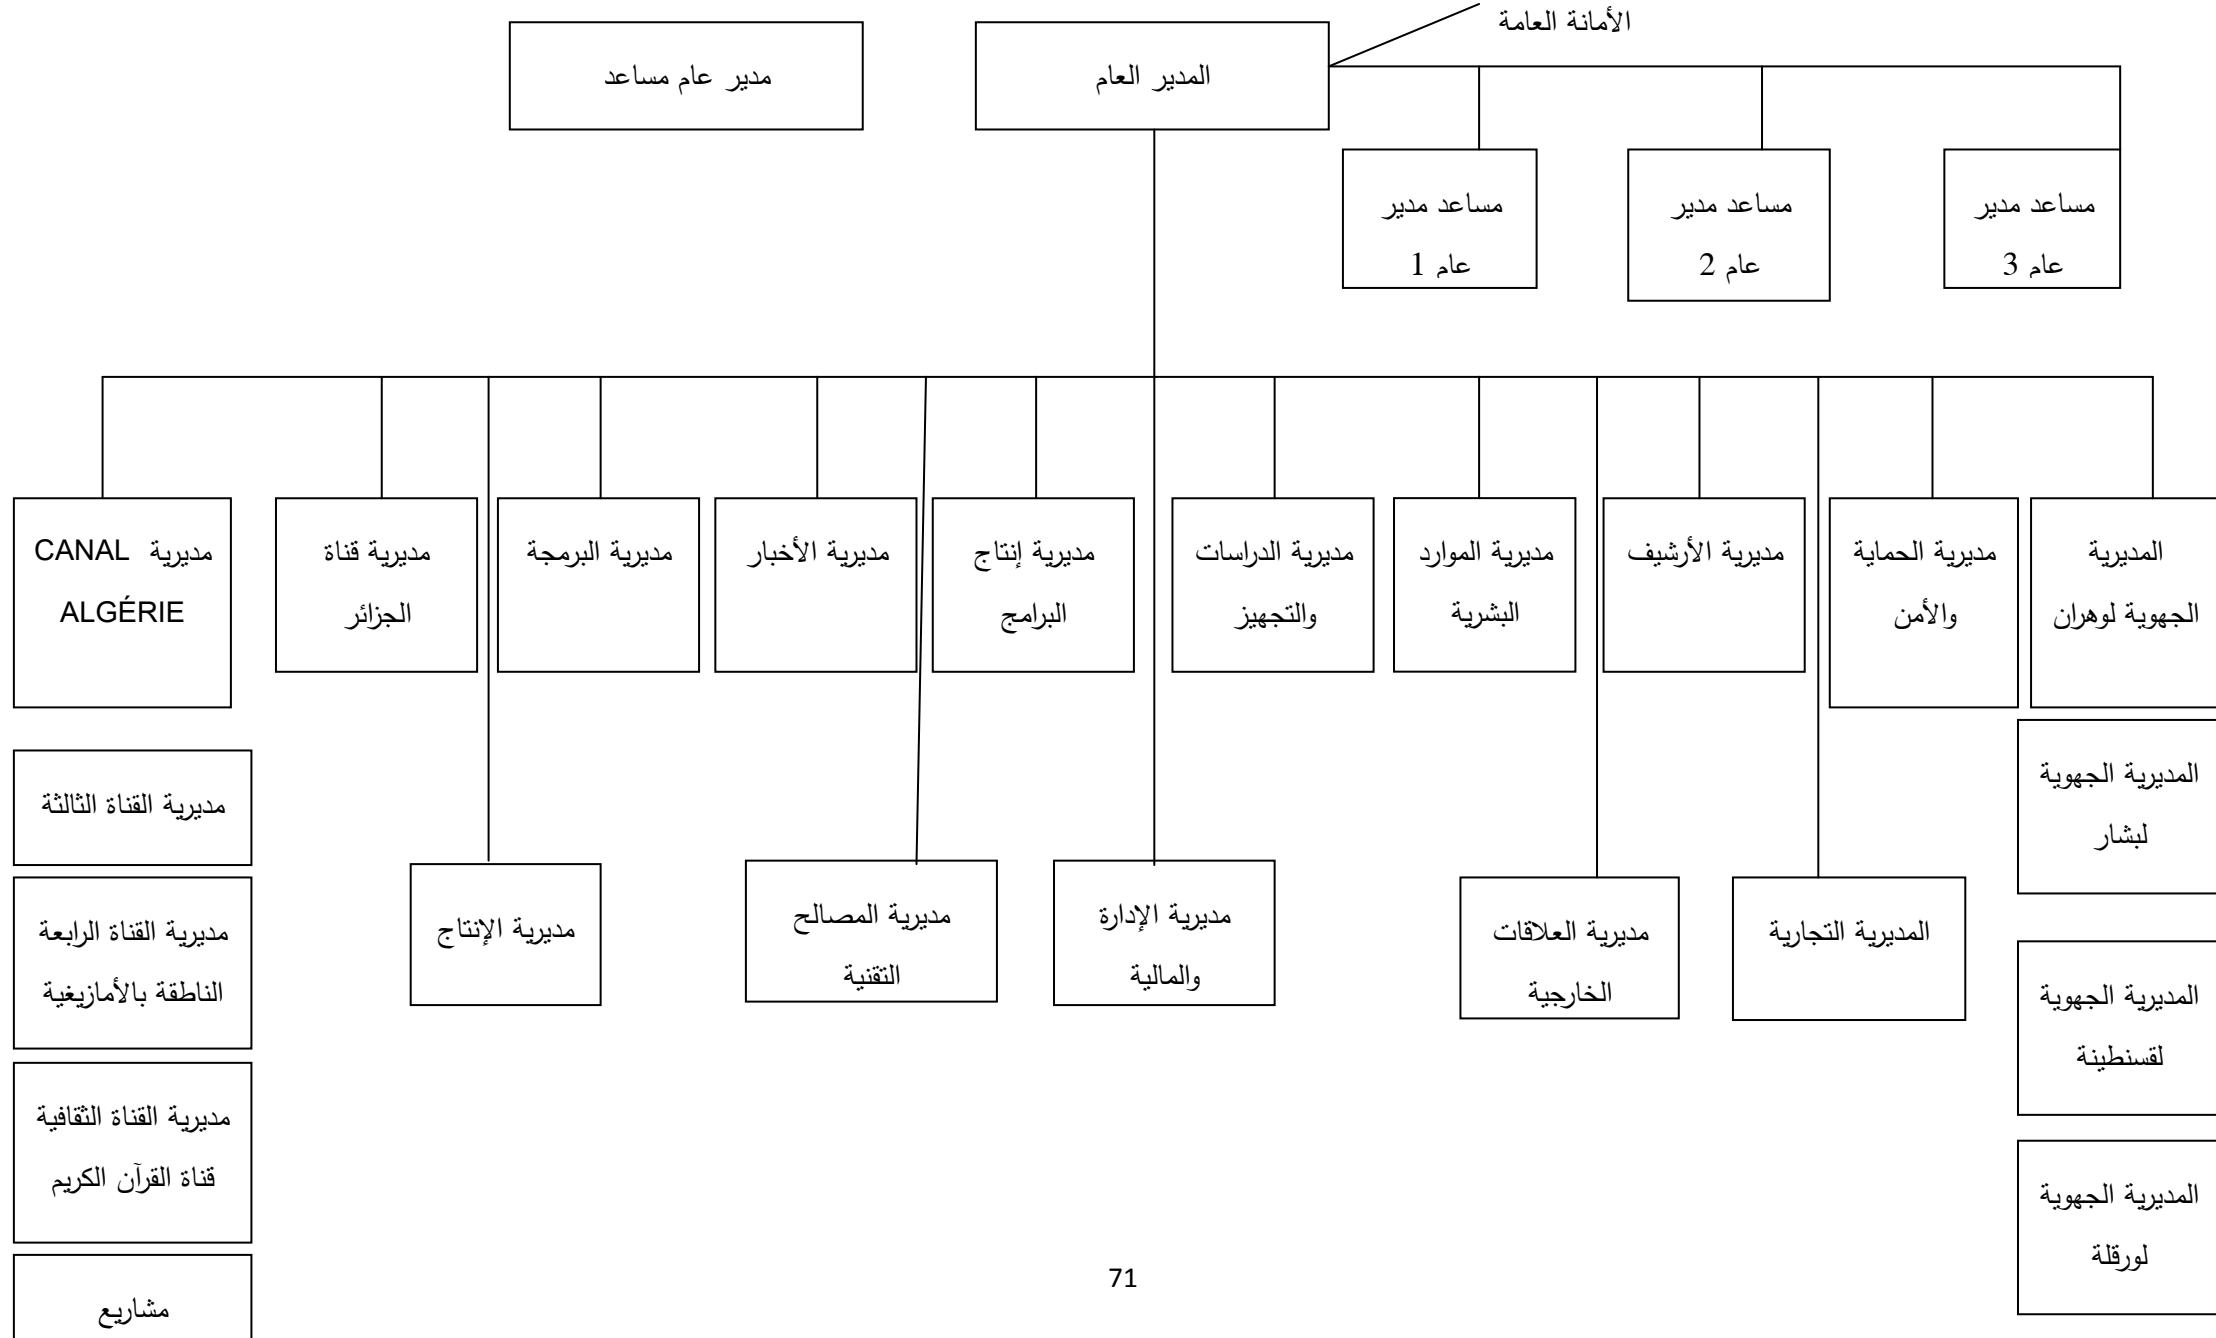 الأمانة العامة
المدير العام
مدير عام مساعد
مساعد مدير
عام 1
مساعد مدير
عام 2
مساعد مدير
عام 3
المديرية
الجهوية لوهران
مديرية الحماية
والأمن
مديرية الأرشيف
مديرية الموارد
البشرية
مديرية الدراسات
والتجهيز
مديرية إنتاج
البرامج
مديرية الأخبار
مديرية البرمجة
مديرية قناة
الجزائر
مديرية CANAL
ALGÉRIE
المديرية الجهوية
لبشار
المديرية الجهوية
لقسنطينة
المديرية الجهوية
لورقلة
المديرية التجارية
مديرية العلاقات
الخارجية
مديرية الإدارة
والمالية
مديرية المصالح
التقنية
مديرية الإنتاج
مديرية القناة الثالثة
مديرية القناة الرابعة
الناطقة بالأمازيغية
مديرية القناة الثقافية
قناة القرآن الكريم
مشاريع
71